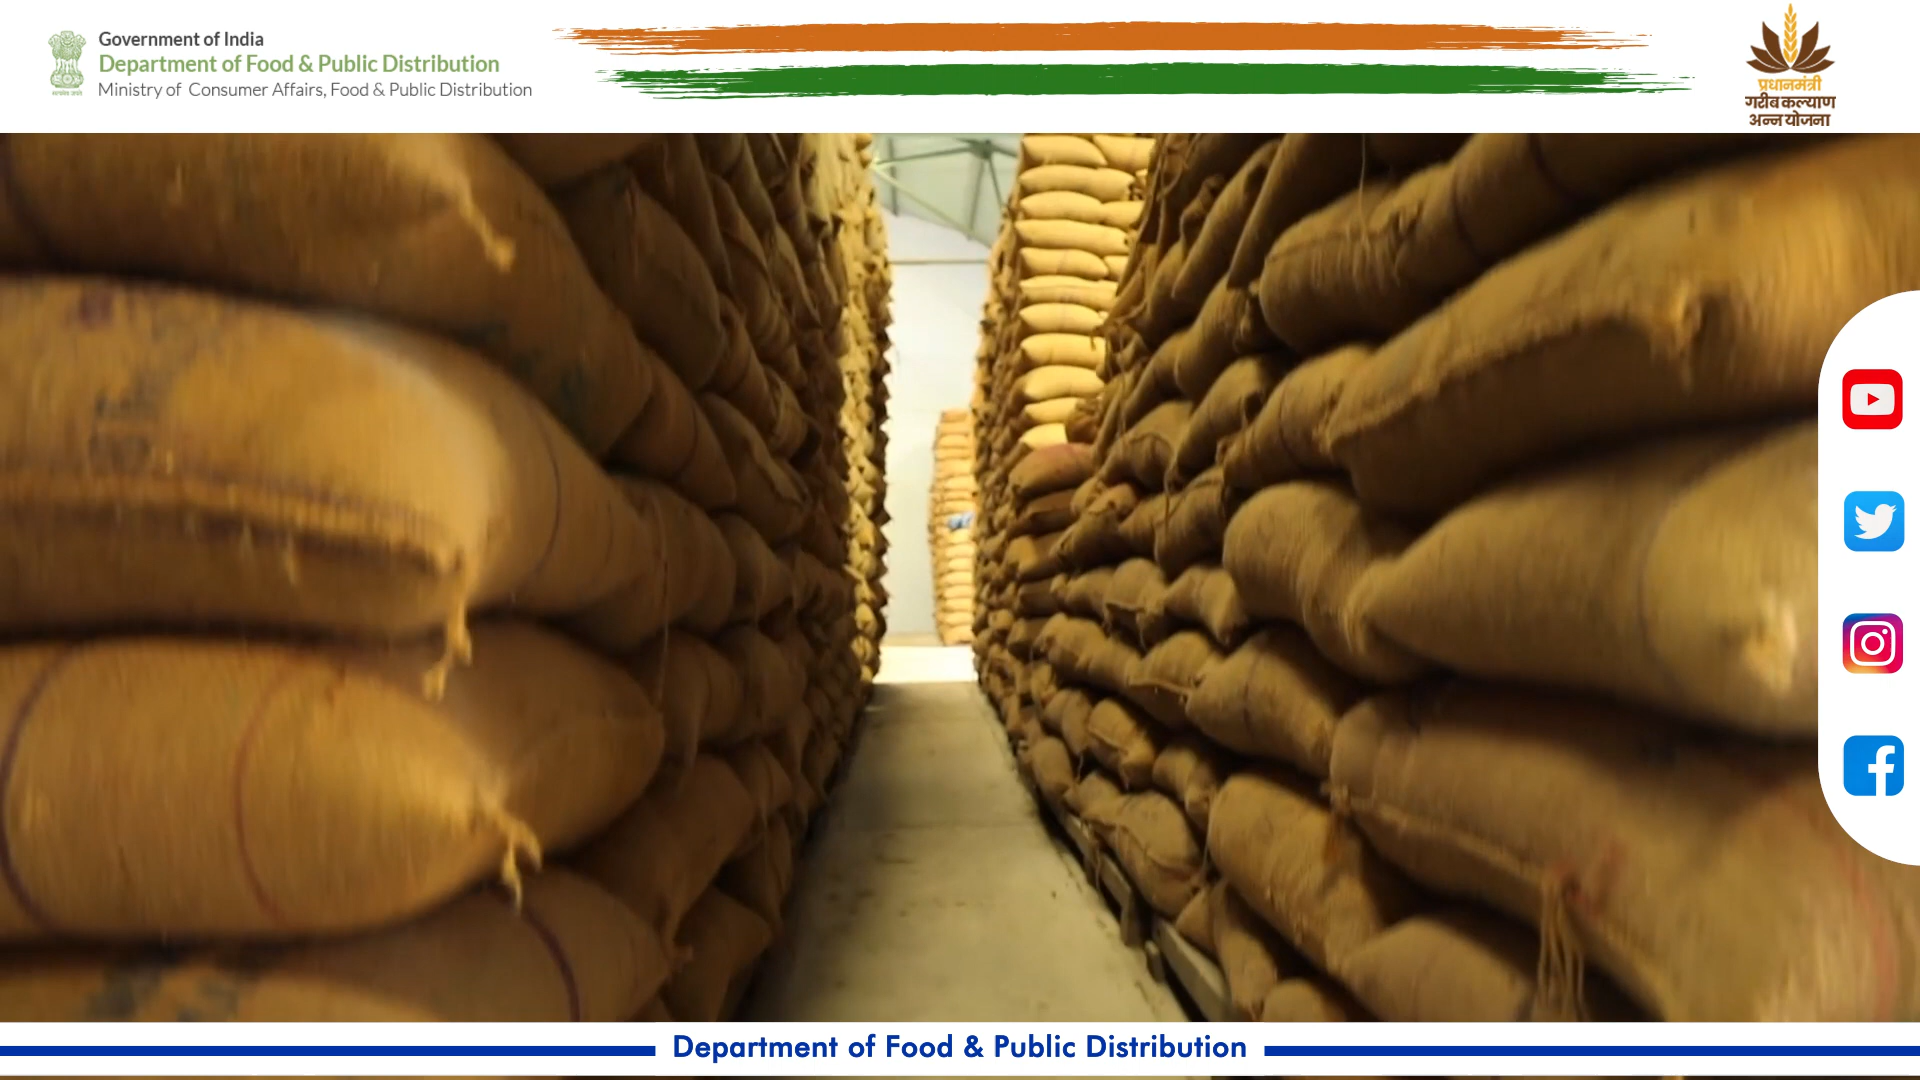 Government of India
Department of Food & Public Distribution
Ministry of Consumer Affairs, Food & Public Distribution
प्रधानमंत्री
गरीब कल्याण
अन्न योजना
Department of Food & Public Distribution